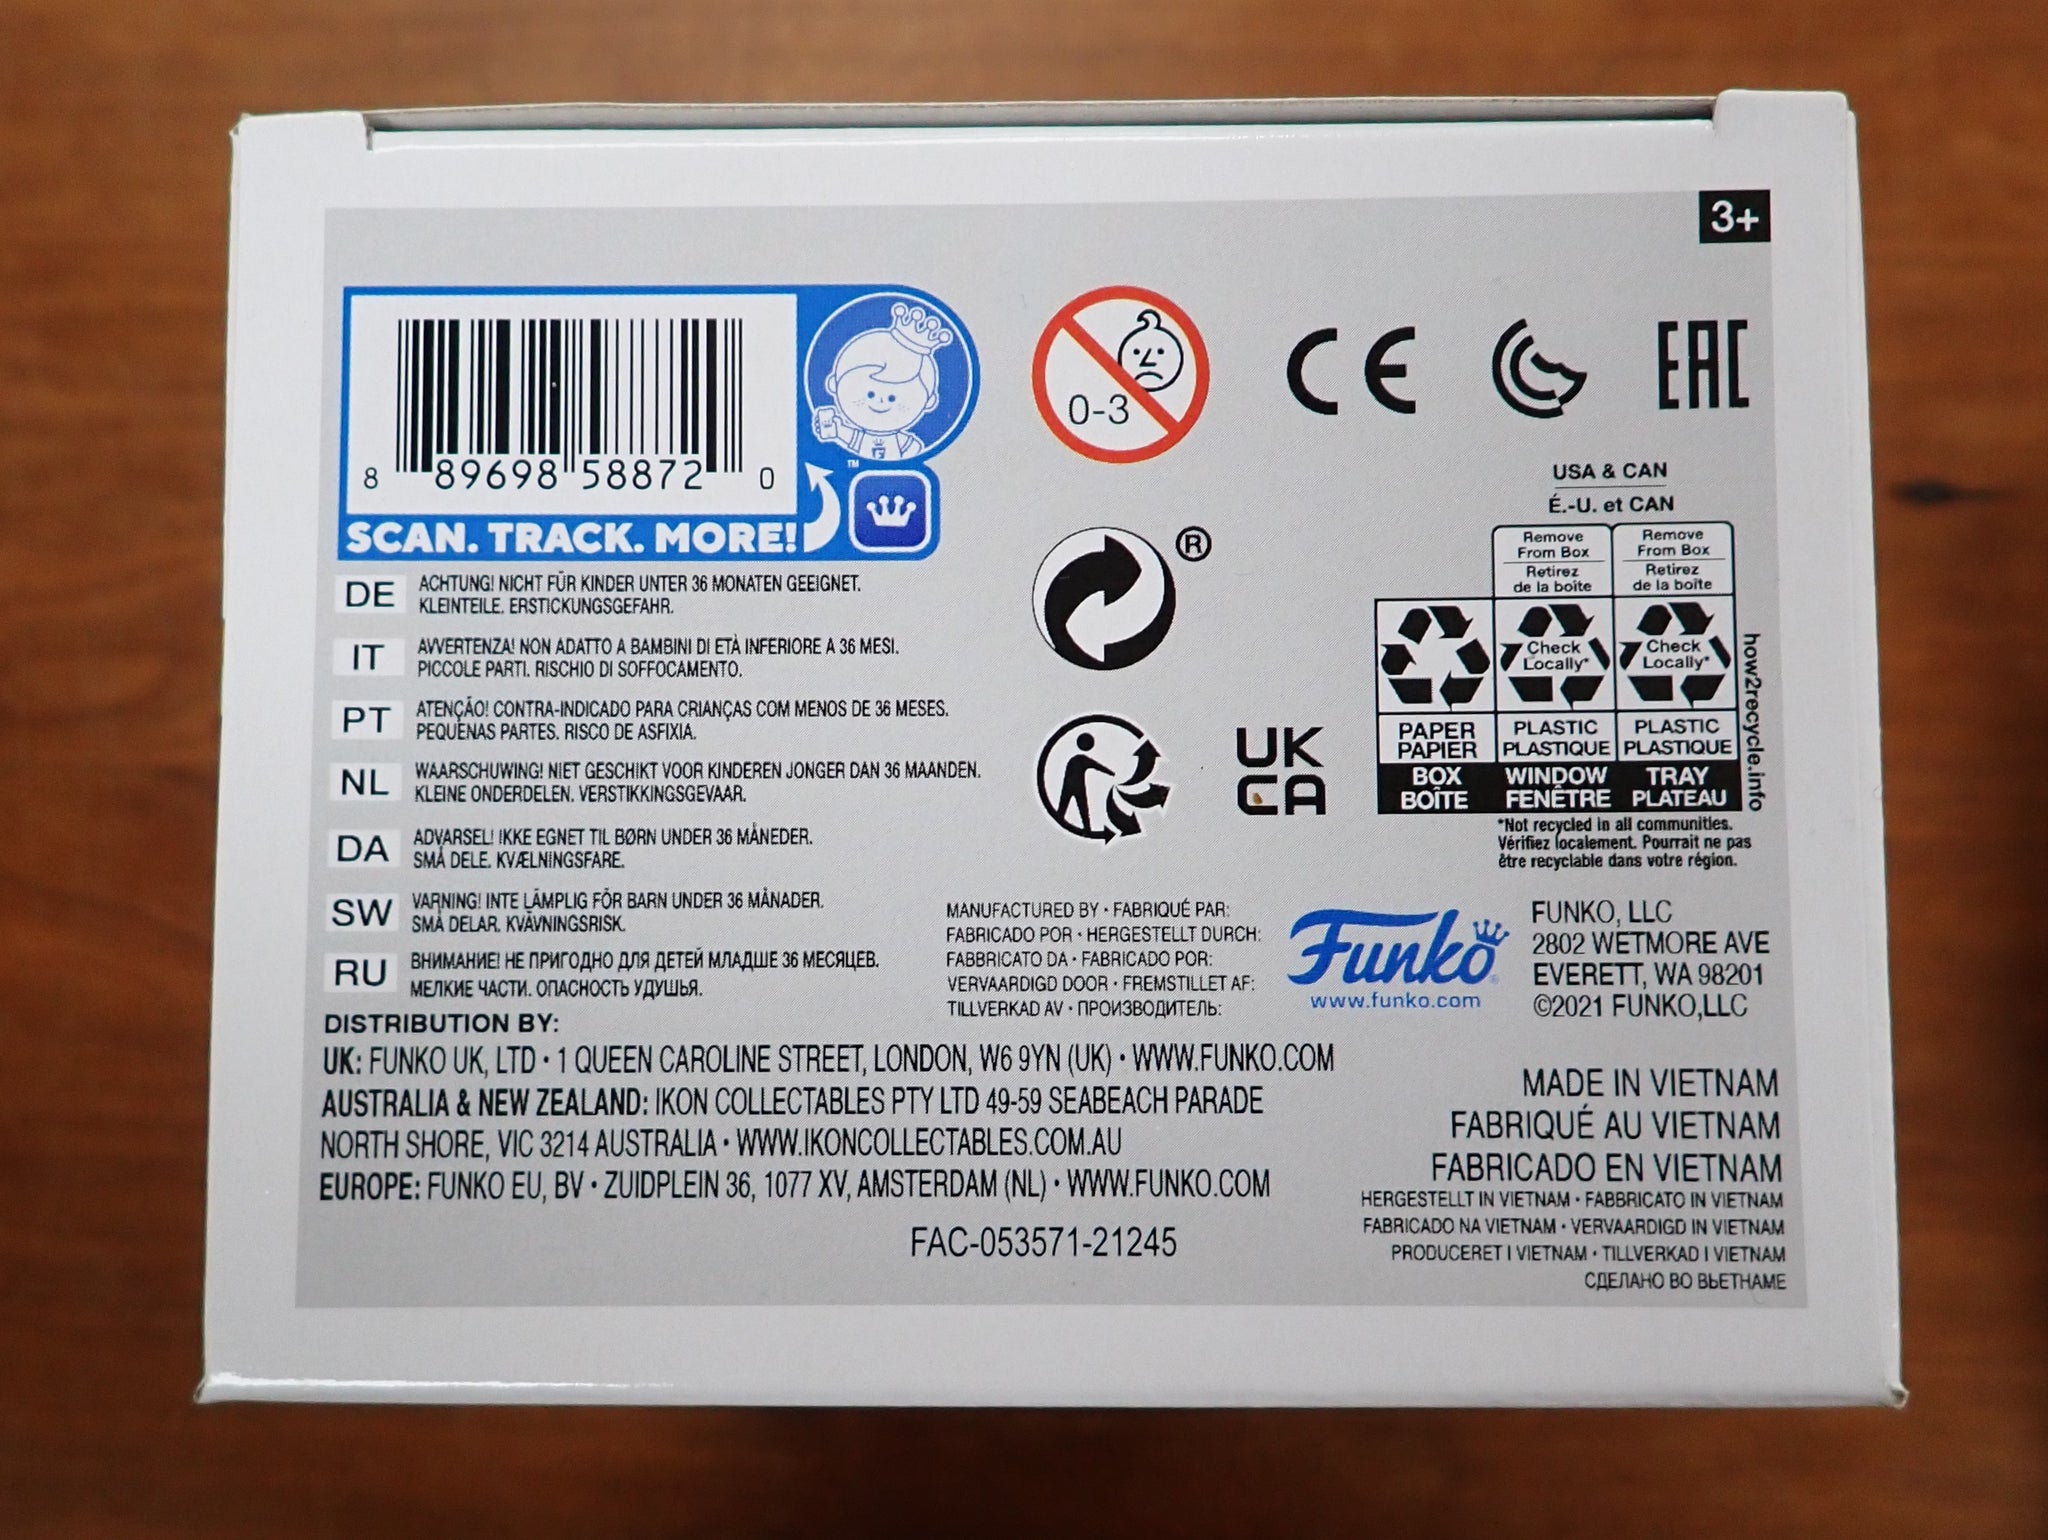 3+
8 89698 58872 0
SCAN. TRACK. MORE!
TM
0-3
CE
EAC
USA & CAN
É.-U. et CAN
Remove
From Box
Retirez
de la boîte
Remove
From Box
Retirez
de la boîte
Check
Locally*
Check
Locally*
PAPER
PAPIER
PLASTIC
PLASTIQUE
PLASTIC
PLASTIQUE
BOX
BOÎTE
WINDOW
FENÊTRE
TRAY
PLATEAU
how2recycle.info
*Not recycled in all communities.
Vérifiez localement. Pourrait ne pas
être recyclable dans votre région.
®
UK
CA
DE ACHTUNG! NICHT FÜR KINDER UNTER 36 MONATEN GEEIGNET.
KLEINTEILE. ERSTICKUNGSGEFAHR.
IT AVVERTENZA! NON ADATTO A BAMBINI DI ETÀ INFERIORE A 36 MESI.
PICCOLE PARTI. RISCHIO DI SOFFOCAMENTO.
PT ATENÇÃO! CONTRA-INDICADO PARA CRIANÇAS COM MENOS DE 36 MESES.
PEQUENAS PARTES. RISCO DE ASFIXIA.
NL WAARSCHUWING! NIET GESCHIKT VOOR KINDEREN JONGER DAN 36 MAANDEN.
KLEINE ONDERDELEN. VERSTIKKINGSGEVAAR.
DA ADVARSEL! IKKE EGNET TIL BØRN UNDER 36 MÅNEDER.
SMÅ DELE. KVÆLNINGSFARE.
SW VARNING! INTE LÄMPLIG FÖR BARN UNDER 36 MÅNADER.
SMÅ DELAR. KVÄVNINGSRISK.
RU ВНИМАНИЕ! НЕ ПРИГОДНО ДЛЯ ДЕТЕЙ МЛАДШЕ 36 МЕСЯЦЕВ.
МЕЛКИЕ ЧАСТИ. ОПАСНОСТЬ УДУШЬЯ.
MANUFACTURED BY • FABRIQUÉ PAR:
FABRICADO POR • HERGESTELLT DURCH:
FABBRICATO DA • FABRICADO POR:
VERVAARDIGD DOOR • FREMSTILLET AF:
TILLVERKAD AV • ПРОИЗВОДИТЕЛЬ:
Funko
www.funko.com
FUNKO, LLC
2802 WETMORE AVE
EVERETT, WA 98201
©2021 FUNKO,LLC
DISTRIBUTION BY:
UK: FUNKO UK, LTD • 1 QUEEN CAROLINE STREET, LONDON, W6 9YN (UK) • WWW.FUNKO.COM
AUSTRALIA & NEW ZEALAND: IKON COLLECTABLES PTY LTD 49-59 SEABEACH PARADE
NORTH SHORE, VIC 3214 AUSTRALIA • WWW.IKONCOLLECTABLES.COM.AU
EUROPE: FUNKO EU, BV • ZUIDPLEIN 36, 1077 XV, AMSTERDAM (NL) • WWW.FUNKO.COM
FAC-053571-21245
MADE IN VIETNAM
FABRIQUÉ AU VIETNAM
FABRICADO EN VIETNAM
HERGESTELLT IN VIETNAM • FABBRICATO IN VIETNAM
FABRICADO NA VIETNAM • VERVAARDIGD IN VIETNAM
PRODUCERET I VIETNAM • TILLVERKAD I VIETNAM
СДЕЛАНО ВО ВЬЕТНАМЕ